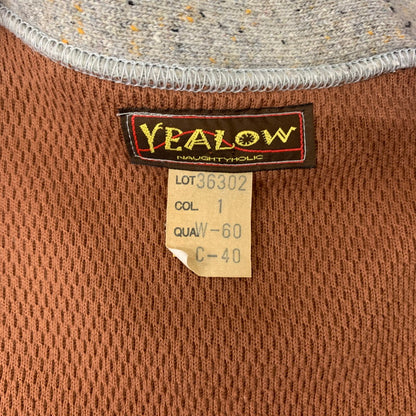 YEALOW
NAUGHTYHOLIC
LOT 36302
COL. 1
QUA. W-60
C-40